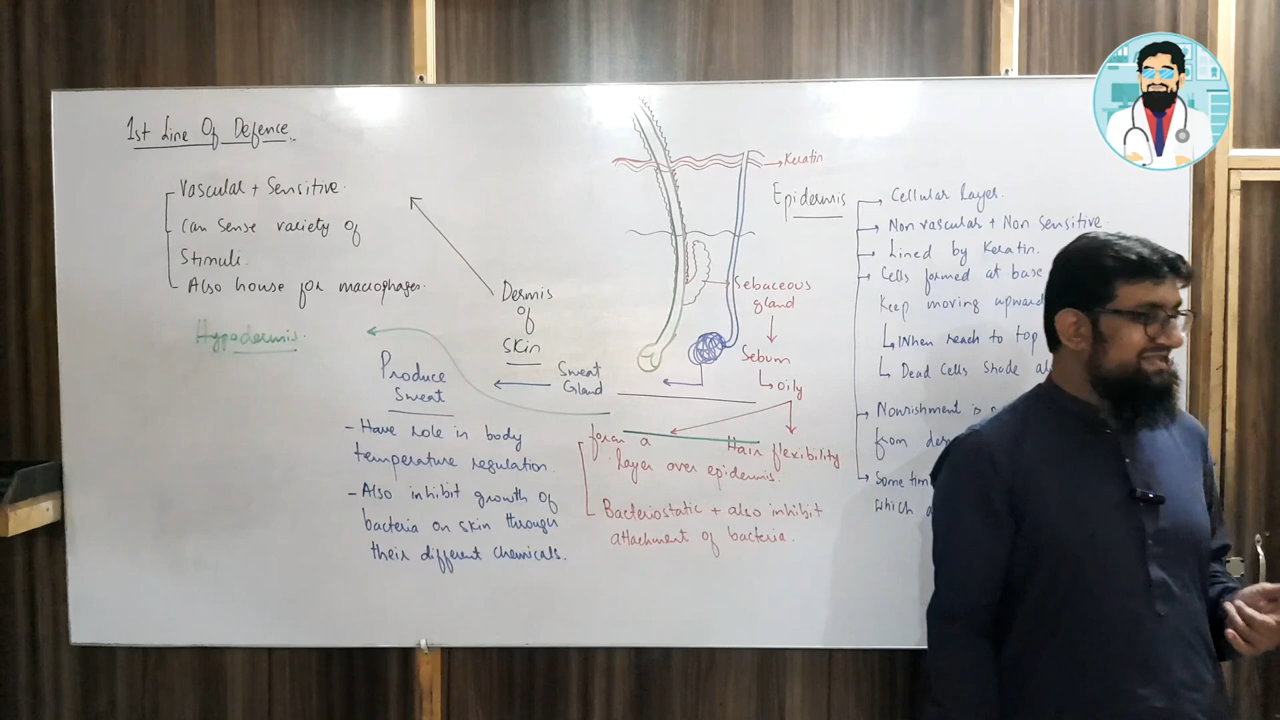 1st Line Of Defence
Vascular + Sensitive.
Can Sense variety of
Stimuli.
Also house for macrophages.
Dermis
of
Skin
Hypodermis.
Sweat
Gland
Produce
Sweat
- Have role in body
temperature regulation.
- Also inhibit growth of
bacteria on skin through
their different chemicals.
Keratin
Sebaceous
gland
Sebum
Oily
Hair flexibility
form a
layer over epidermis.
Bacteriostatic + also inhibit
attachment of bacteria.
Epidermis
Cellular Layer.
Non vascular + Non Sensitive
Lined by Keratin.
Cells formed at base
Keep moving upward
When reach to top
Dead Cells Shade
Nourishment is
from
Some
which